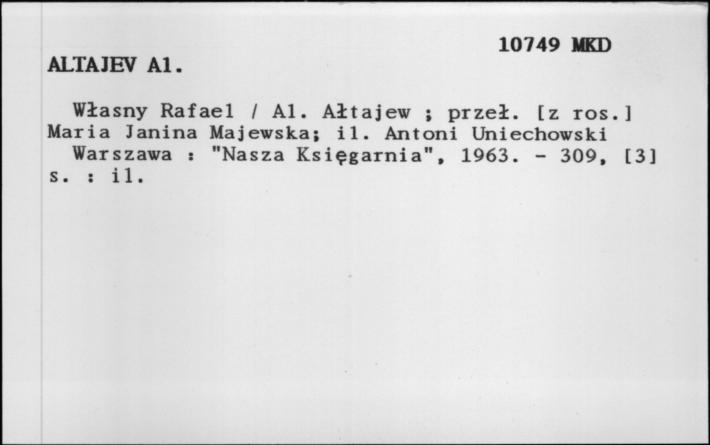 10749 MKD
ALTAJEV Al.
Własny Rafael / Al. Ałtajew ; przeł. [z ros.]
Maria Janina Majewska; il. Antoni Uniechowski
Warszawa : "Nasza Księgarnia", 1963. - 309, [3]
s. : il.